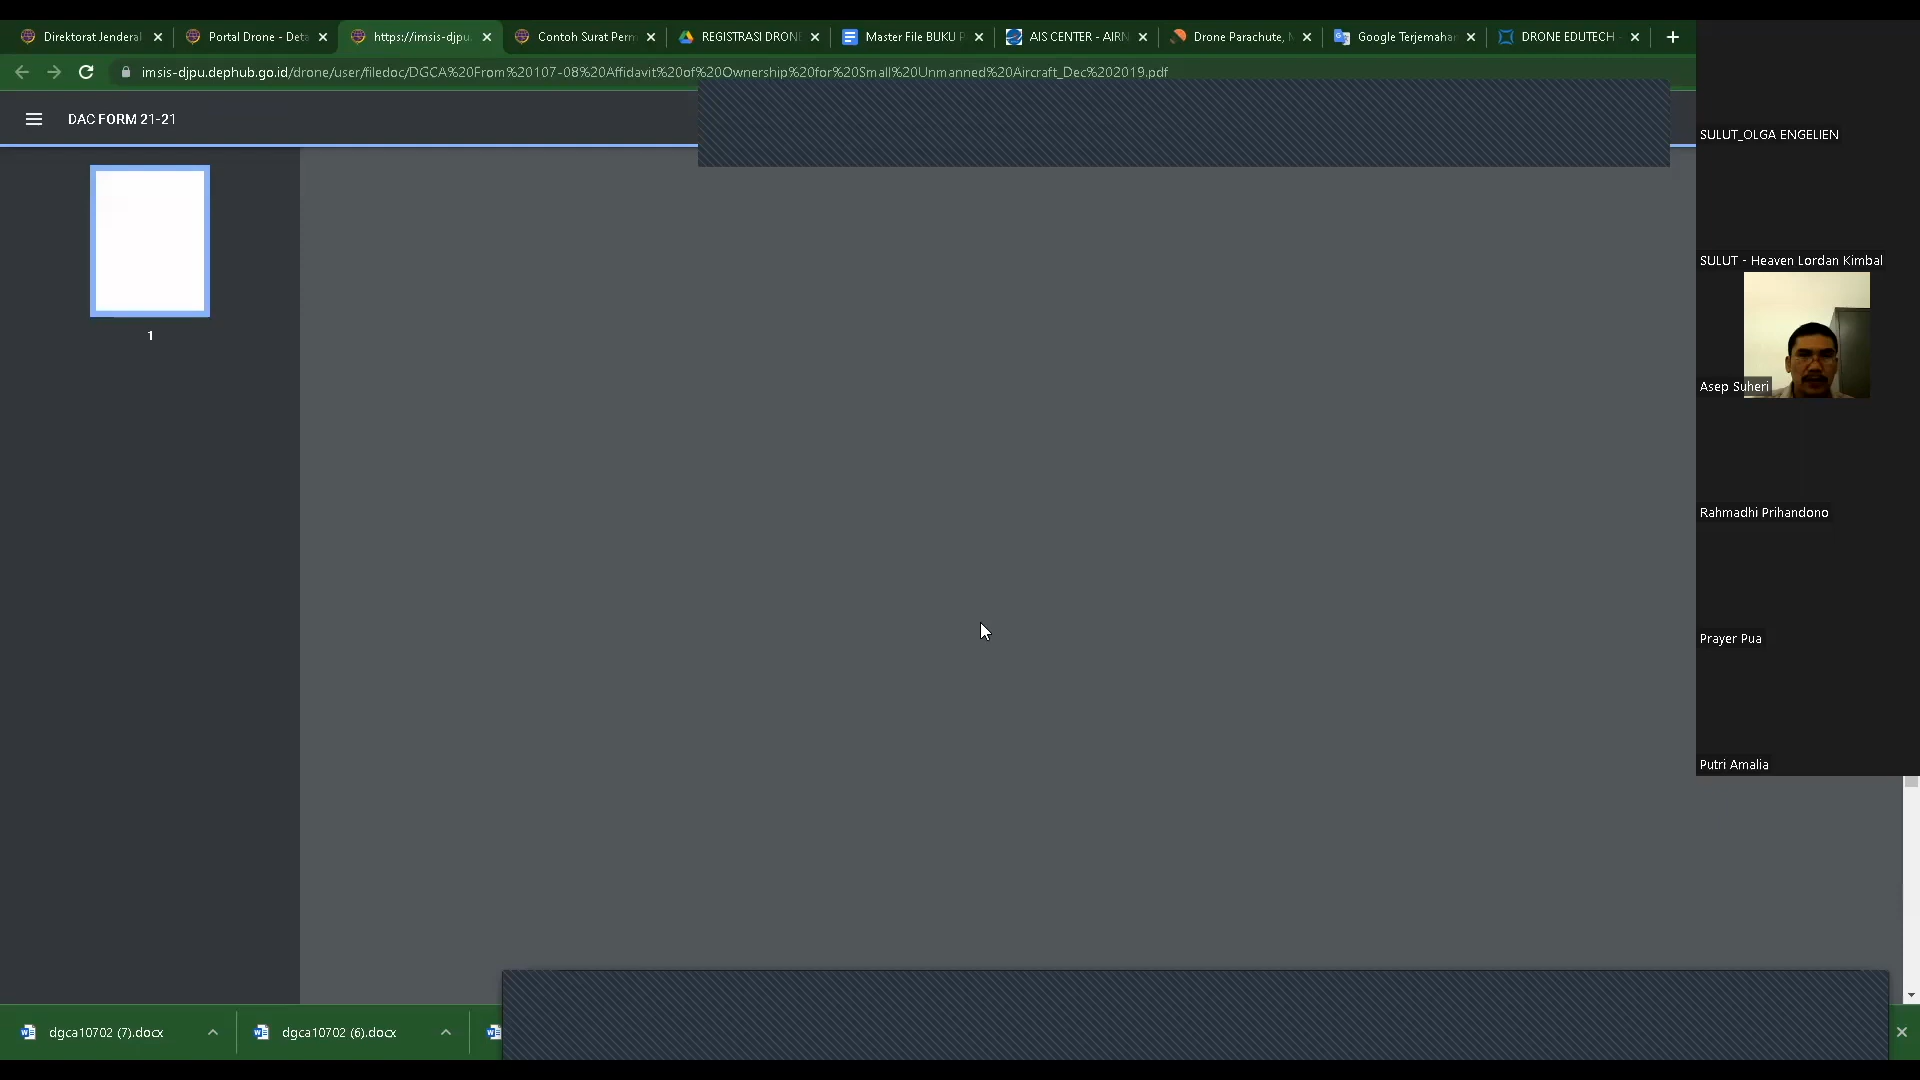 Direktorat Jenderal
Portal Drone - Deta
https://imsis-djpu.
Contoh Surat Perm
REGISTRASI DRONE
Master File BUKU P
AIS CENTER - AIRN
Drone Parachute,
Google Terjemahan
DRONE EDUTECH -
imsis-djpu.dephub.go.id/drone/user/filedoc/DGCA%20From%20107-08%20Affidavit%20of%20Ownership%20for%20Small%20Unmanned%20Aircraft_Dec%202019.pdf
DAC FORM 21-21
1
SULUT_OLGA ENGELIEN
SULUT - Heaven Lordan Kimbal
Asep Suheri
Rahmadhi Prihandono
Prayer Pua
Putri Amalia
dgca10702 (7).docx
dgca10702 (6).docx